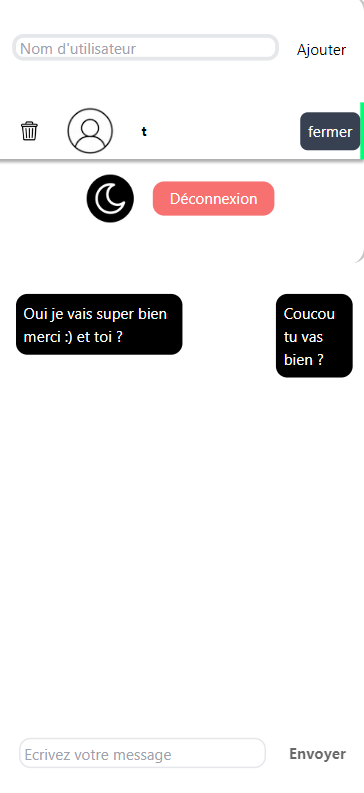 Nom d'utilisateur
Ajouter
t
fermer
Déconnexion
Oui je vais super bien
merci :) et toi ?
Coucou
tu vas
bien ?
Ecrivez votre message
Envoyer